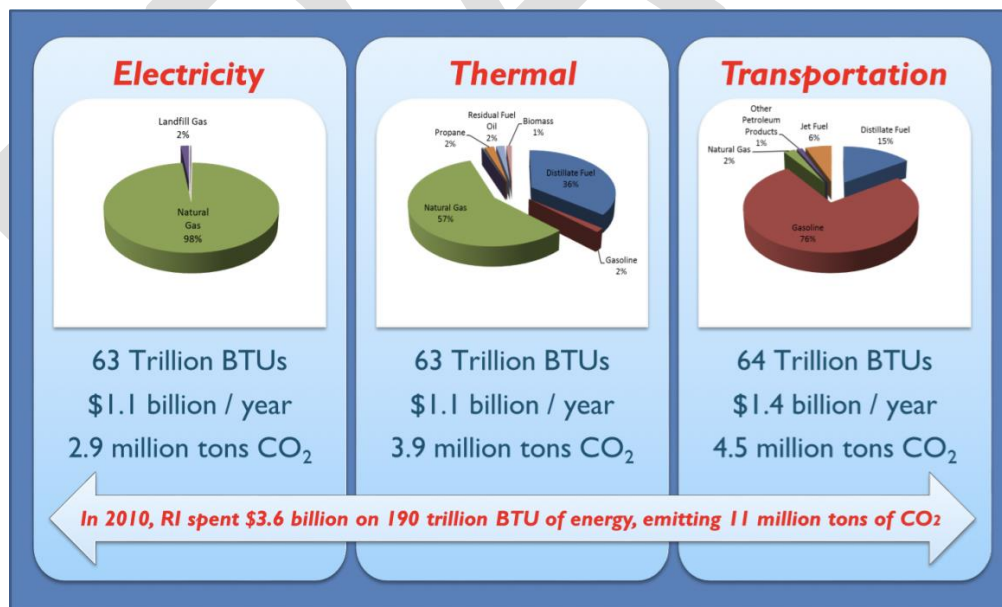 Electricity
Landfill Gas
2%
Natural
Gas
98%
63 Trillion BTUs
$1.1 billion / year
2.9 million tons CO₂
Thermal
Residual Fuel
Oil
2%
Biomass
1%
Propane
2%
Distillate Fuel
36%
Natural Gas
57%
Gasoline
2%
63 Trillion BTUs
$1.1 billion / year
3.9 million tons CO₂
Transportation
Other
Petroleum
Products
1%
Jet Fuel
6%
Distillate Fuel
15%
Natural Gas
2%
Gasoline
76%
64 Trillion BTUs
$1.4 billion / year
4.5 million tons CO₂
In 2010, RI spent $3.6 billion on 190 trillion BTU of energy, emitting 11 million tons of CO₂